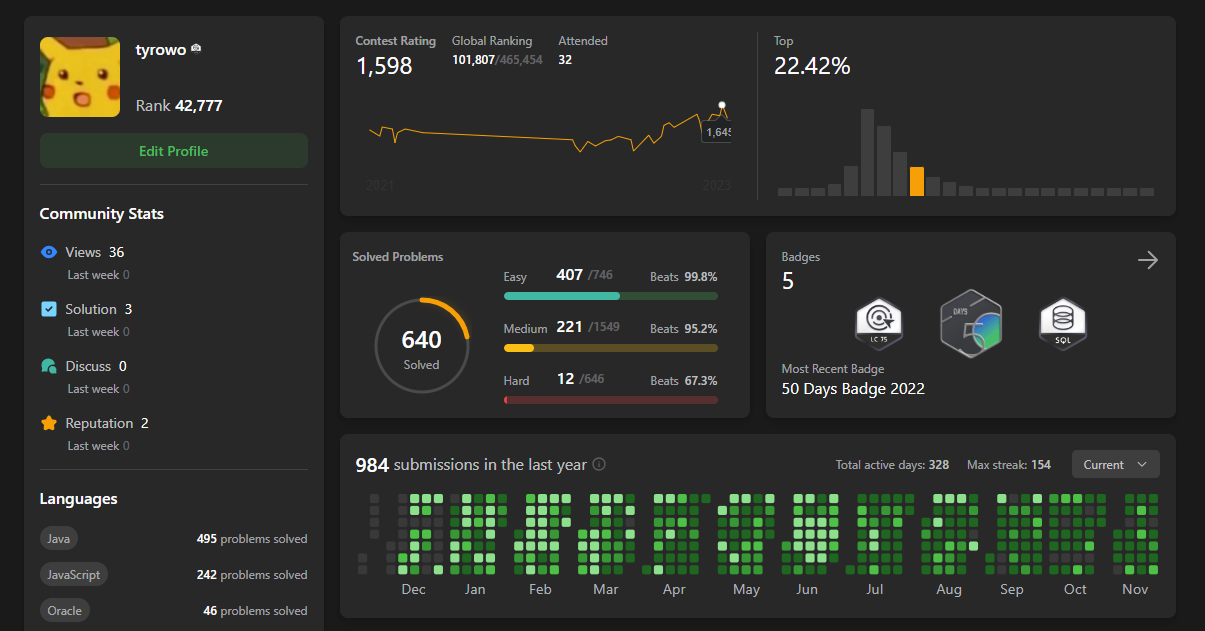 tyrowo
Rank 42,777
Edit Profile
Community Stats
Views 36
Last week 0
Solution 3
Last week 0
Discuss 0
Last week 0
Reputation 2
Last week 0
Languages
Java 495 problems solved
JavaScript 242 problems solved
Oracle 46 problems solved
Contest Rating Global Ranking Attended
1,598 101,807/465,454 32
1,645
2021 2023
Top
22.42%
Solved Problems
640
Solved
Easy 407 /746 Beats 99.8%
Medium 221 /1549 Beats 95.2%
Hard 12 /646 Beats 67.3%
Badges
5
LC 75
DAYS
SQL
Most Recent Badge
50 Days Badge 2022
984 submissions in the last year Total active days: 328 Max streak: 154 Current
Dec Jan Feb Mar Apr May Jun Jul Aug Sep Oct Nov